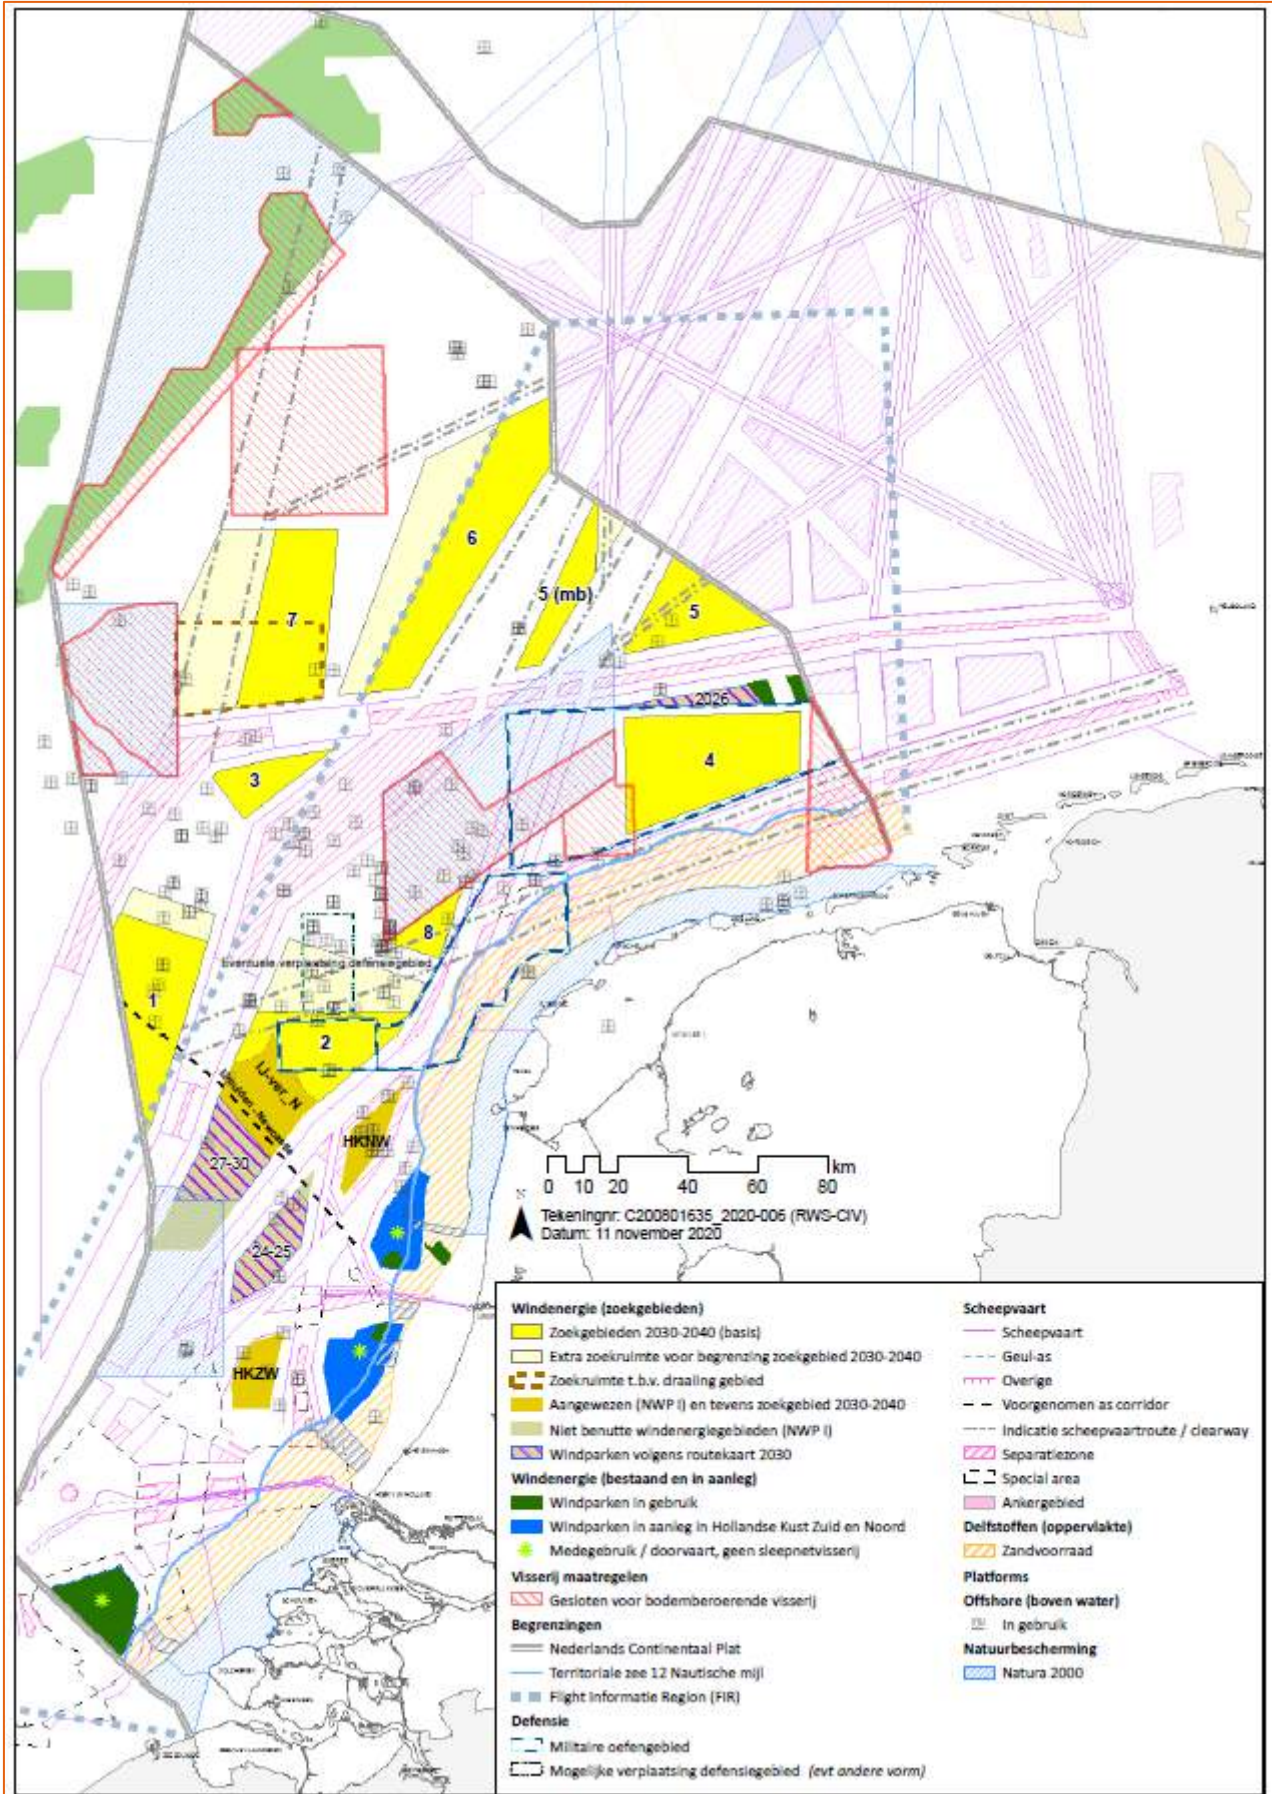 6
7
5 (mb)
5
2026
4
3
8
Eventuele verplaatsing defensiegebied
1
2
IJ-ver_N
IJmuiden - Newcastle
27-30
HKNW
24-25
HKZW
km
0 10 20 40 60 80
N
Tekeningnr: C200801635_2020-006 (RWS-CIV)
Datum: 11 november 2020
Windenergie (zoekgebieden)
Zoekgebieden 2030-2040 (basis)
Extra zoekruimte voor begrenzing zoekgebied 2030-2040
Zoekruimte t.b.v. draaiing gebied
Aangewezen (NWP I) en tevens zoekgebied 2030-2040
Niet benutte windenergiegebieden (NWP I)
Windparken volgens routekaart 2030
Windenergie (bestaand en in aanleg)
Windparken in gebruik
Windparken in aanleg in Hollandse Kust Zuid en Noord
Medegebruik / doorvaart, geen sleepnetvisserij
Visserij maatregelen
Gesloten voor bodemberoerende visserij
Begrenzingen
Nederlands Continentaal Plat
Territoriale zee 12 Nautische mijl
Flight Informatie Region (FIR)
Defensie
Militaire oefengebied
Mogelijke verplaatsing defensiegebied (evt andere vorm)
Scheepvaart
Scheepvaart
Geul-as
Overige
Voorgenomen as corridor
Indicatie scheepvaartroute / clearway
Separatiezone
Special area
Ankergebied
Delfstoffen (oppervlakte)
Zandvoorraad
Platforms
Offshore (boven water)
In gebruik
Natuurbescherming
Natura 2000